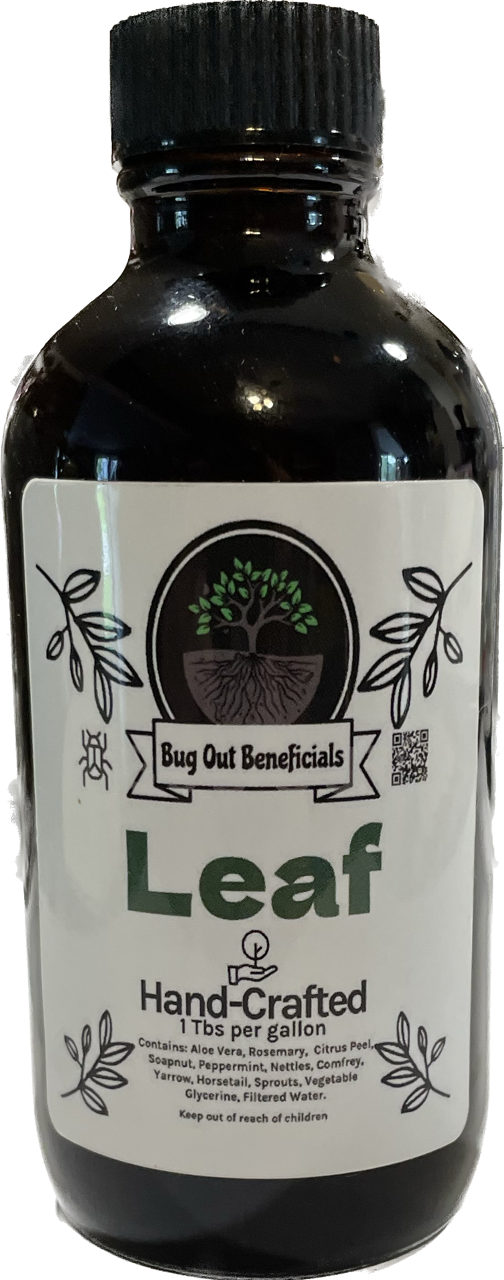 Bug Out Beneficials
Leaf
Hand-Crafted
1 Tbs per gallon
Contains: Aloe Vera, Rosemary, Citrus Peel,
Soapnut, Peppermint, Nettles, Comfrey,
Yarrow, Horsetail, Sprouts, Vegetable
Glycerine, Filtered Water.
Keep out of reach of children